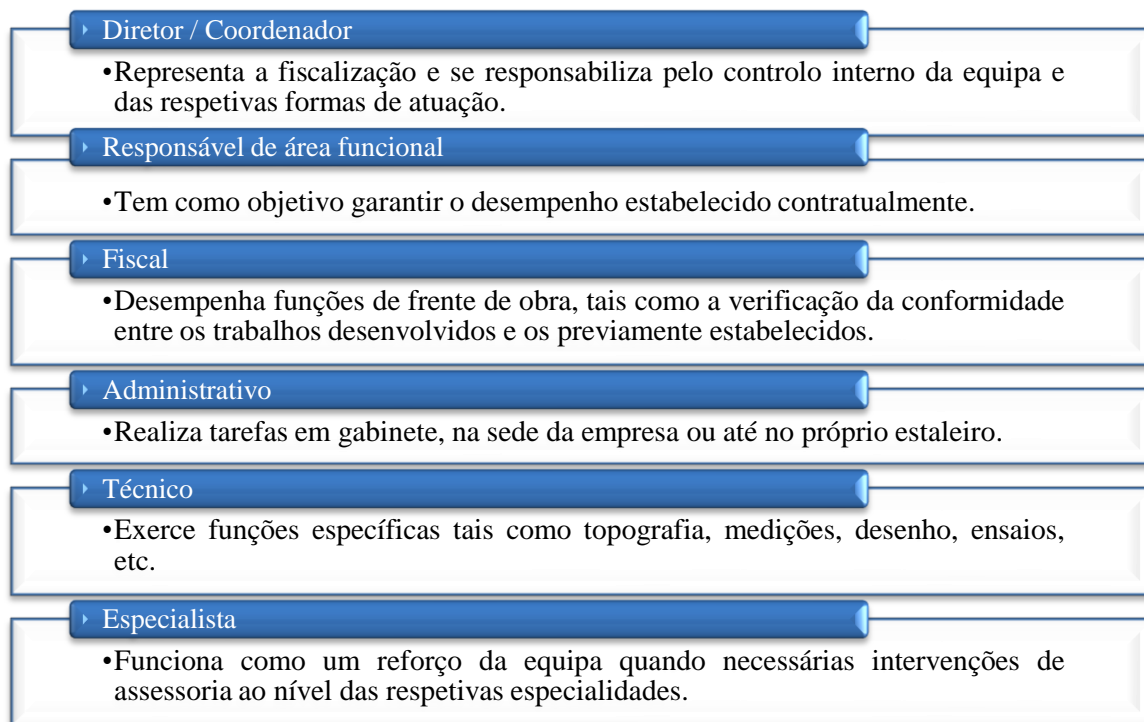 Diretor / Coordenador
•Representa a fiscalização e se responsabiliza pelo controlo interno da equipa e
das respetivas formas de atuação.
Responsável de área funcional
•Tem como objetivo garantir o desempenho estabelecido contratualmente.
Fiscal
•Desempenha funções de frente de obra, tais como a verificação da conformidade
entre os trabalhos desenvolvidos e os previamente estabelecidos.
Administrativo
•Realiza tarefas em gabinete, na sede da empresa ou até no próprio estaleiro.
Técnico
•Exerce funções específicas tais como topografia, medições, desenho, ensaios,
etc.
Especialista
•Funciona como um reforço da equipa quando necessárias intervenções de
assessoria ao nível das respetivas especialidades.